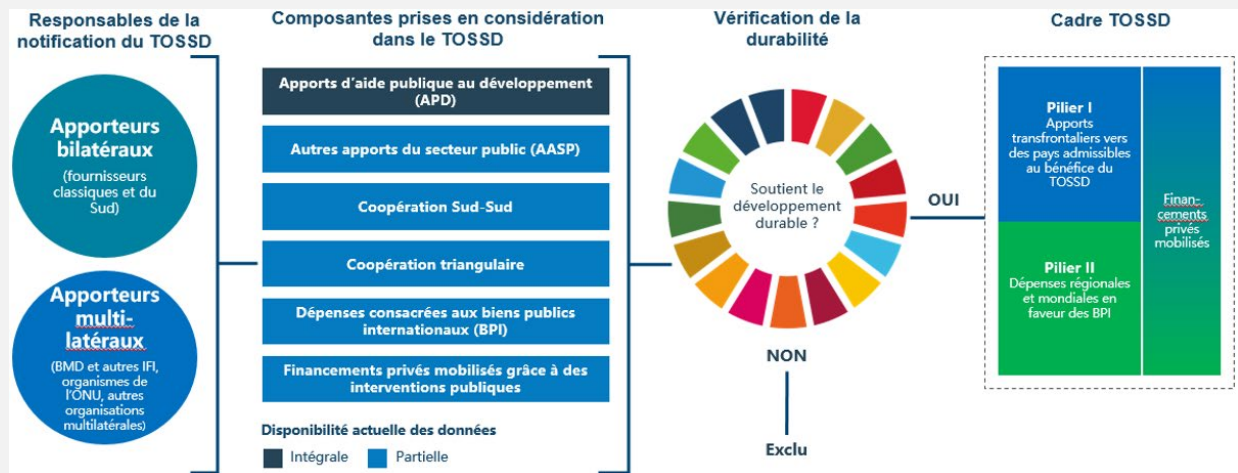 Responsables de la
notification du TOSSD
Apporteurs
bilatéraux
(fournisseurs
classiques et du
Sud)
Apporteurs
multi-
latéraux
(BMD et autres IFI,
organismes de
l'ONU, autres
organisations
multilatérales)
Composantes prises en considération
dans le TOSSD
Apports d'aide publique au développement
(APD)
Autres apports du secteur public (AASP)
Coopération Sud-Sud
Coopération triangulaire
Dépenses consacrées aux biens publics
internationaux (BPI)
Financements privés mobilisés grâce à des
interventions publiques
Disponibilité actuelle des données
Intégrale
Partielle
Vérification de la
durabilité
Soutient le
développement
durable ?
OUI
NON
Exclu
Cadre TOSSD
Pilier I
Apports
transfrontaliers vers
des pays admissibles
au bénéfice du
TOSSD
Pilier II
Dépenses régionales
et mondiales en
faveur des BPI
Finan-
cements
privés
mobilisés